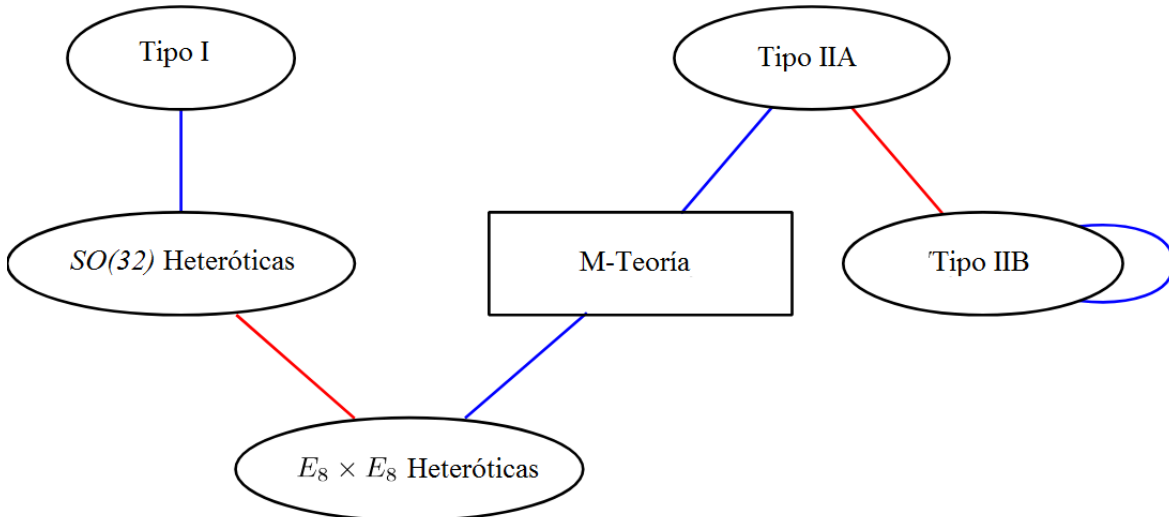 Tipo I
Tipo IIA
SO(32) Heteróticas
M-Teoría
Tipo IIB
E₈ × E₈ Heteróticas